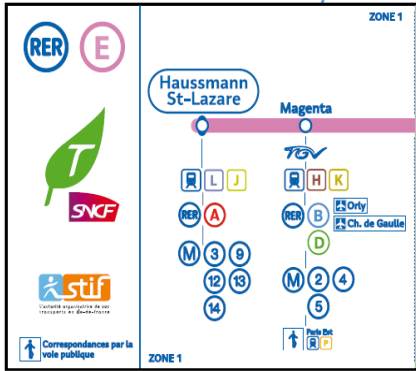 RER E
T
SNCF
stif
L'autorité organisatrice de vos
transports en île-de-france
Correspondances par la
voie publique
ZONE 1
Haussmann
St-Lazare
L J
RER A
M 3 9
12 13
14
Magenta
TGV
H K
RER B Orly
Ch. de Gaulle
D
M 2 4
5
Paris Est
P
ZONE 1